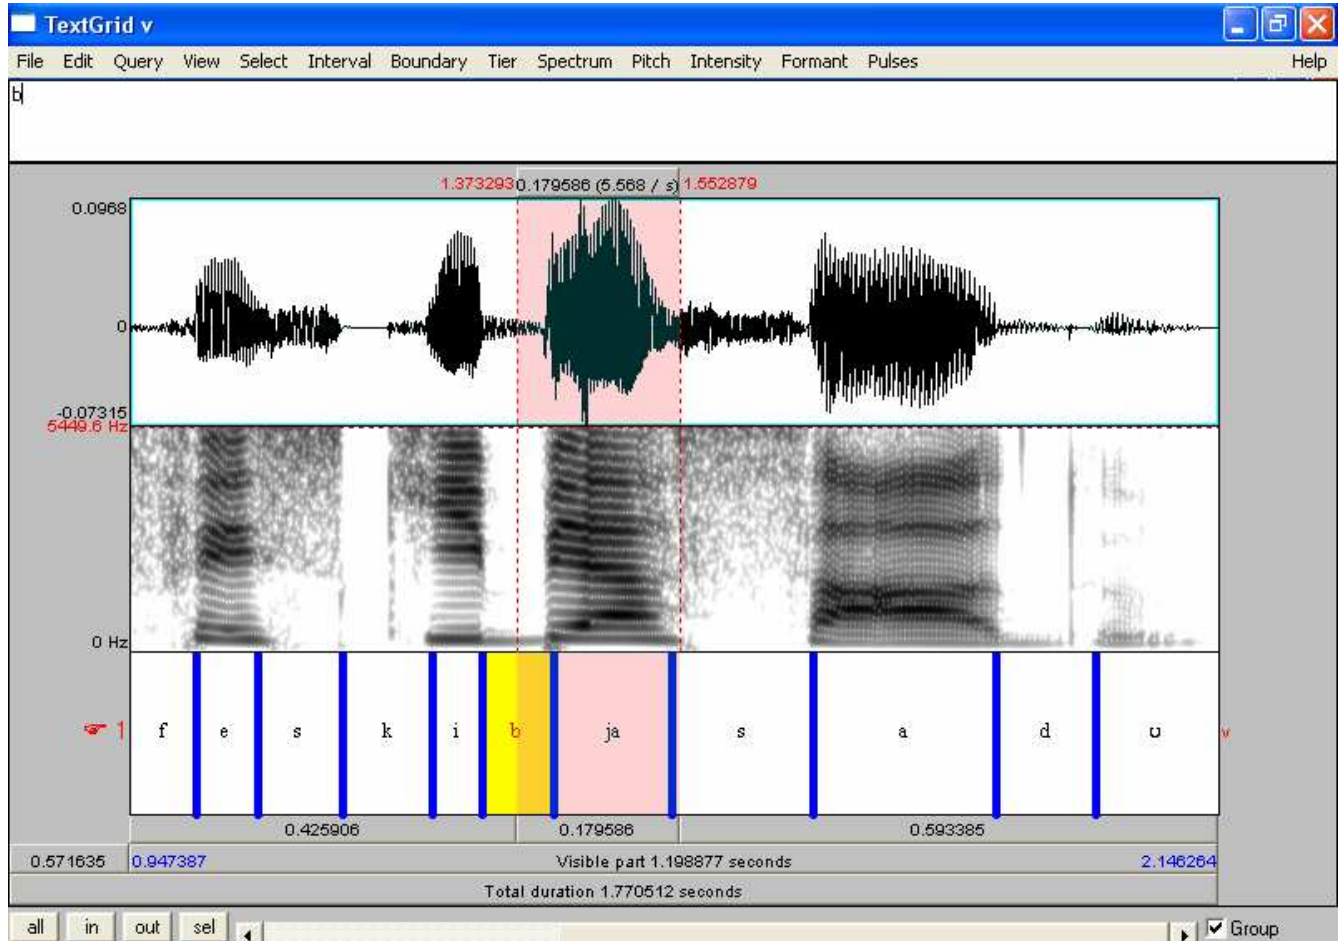 TextGrid v
File Edit Query View Select Interval Boundary Tier Spectrum Pitch Intensity Formant Pulses Help
b
1.373293 0.179586 (5.568 / s) 1.552879
0.0968
0
-0.07315
5449.6 Hz
0 Hz
1 f e s k i b ja s a d ʊ v
0.425906 0.179586 0.593385
0.571635 0.947387 Visible part 1.198877 seconds 2.146264
Total duration 1.770512 seconds
all in out sel Group